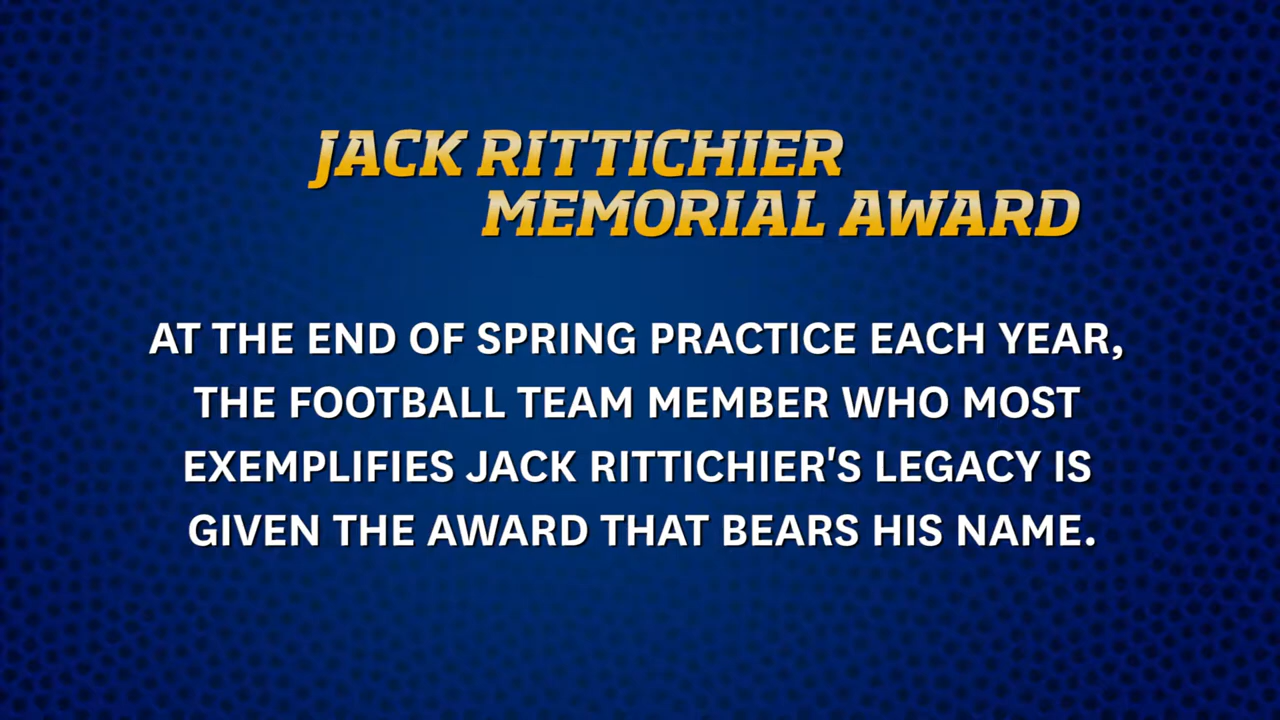 JACK RITTICHIER
MEMORIAL AWARD
AT THE END OF SPRING PRACTICE EACH YEAR,
THE FOOTBALL TEAM MEMBER WHO MOST
EXEMPLIFIES JACK RITTICHIER'S LEGACY IS
GIVEN THE AWARD THAT BEARS HIS NAME.